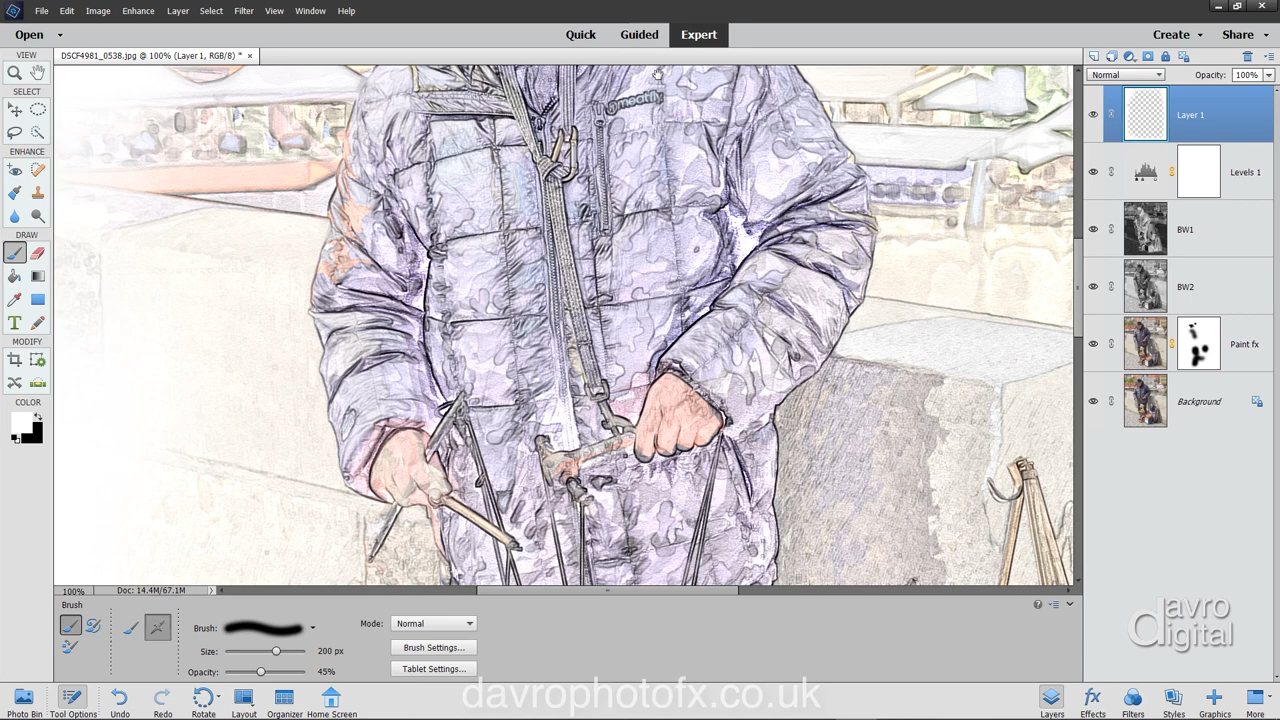 File Edit Image Enhance Layer Select Filter View Window Help
Open Quick Guided Expert Create Share
VIEW
DSCF4981_0538.jpg @ 100% (Layer 1, RGB/8) * ×
Normal Opacity: 100%
SELECT
Layer 1
ENHANCE
Levels 1
BW1
DRAW
BW2
MODIFY
Paint fx
COLOR
Background
100% Doc: 14.4M/67.1M
Brush
Brush: Mode: Normal
Size: 200 px Brush Settings...
Opacity: 45% Tablet Settings...
davro
digital
davrophotofx.co.uk
Photo Bin Tool Options Undo Redo Rotate Layout Organizer Home Screen Layers Effects Filters Styles Graphics More